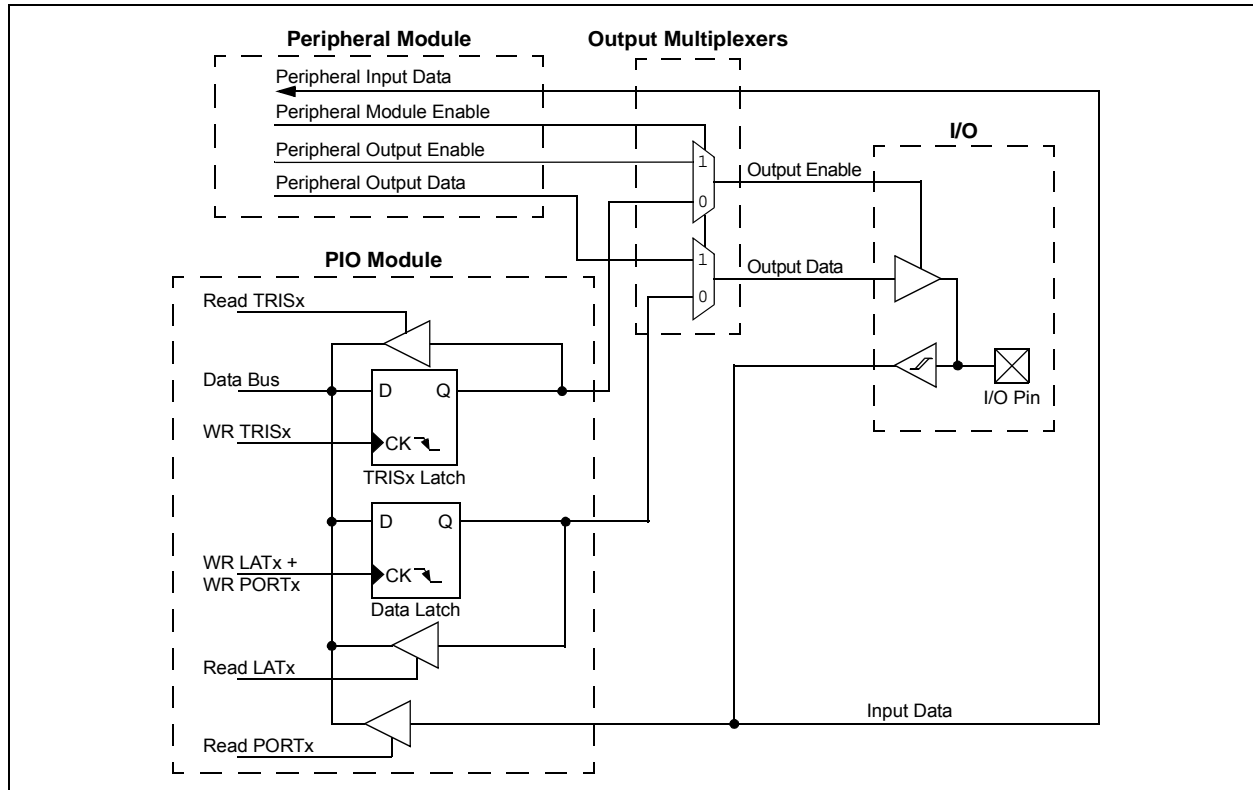 Peripheral Module
Output Multiplexers
Peripheral Input Data
Peripheral Module Enable
Peripheral Output Enable
Peripheral Output Data
1
0
1
0
Output Enable
Output Data
I/O
I/O Pin
PIO Module
Read TRISx
Data Bus
D Q
WR TRISx
CK
TRISx Latch
D Q
WR LATx +
WR PORTx
CK
Data Latch
Read LATx
Read PORTx
Input Data